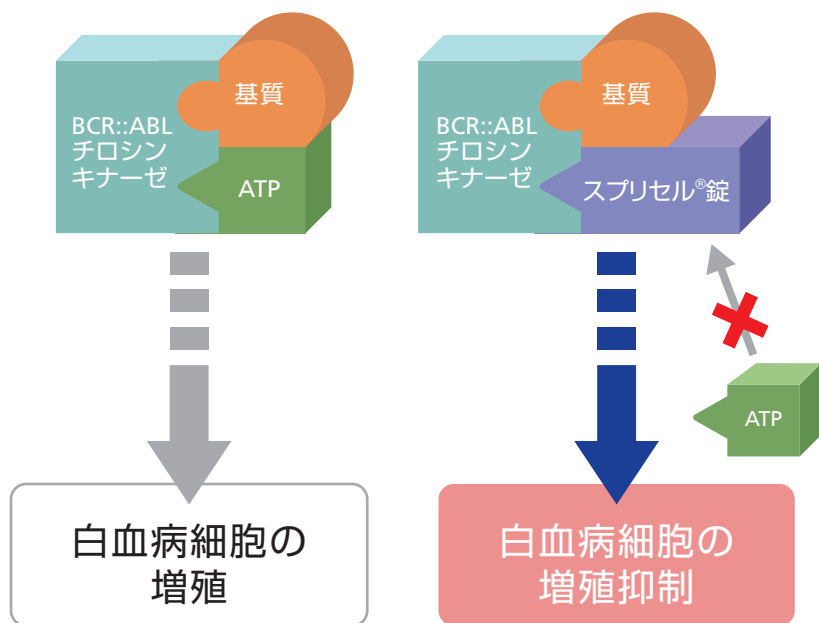 基質
BCR::ABL
チロシン
キナーゼ
ATP
基質
BCR::ABL
チロシン
キナーゼ
スプリセル®錠
ATP
白血病細胞の
増殖
白血病細胞の
増殖抑制